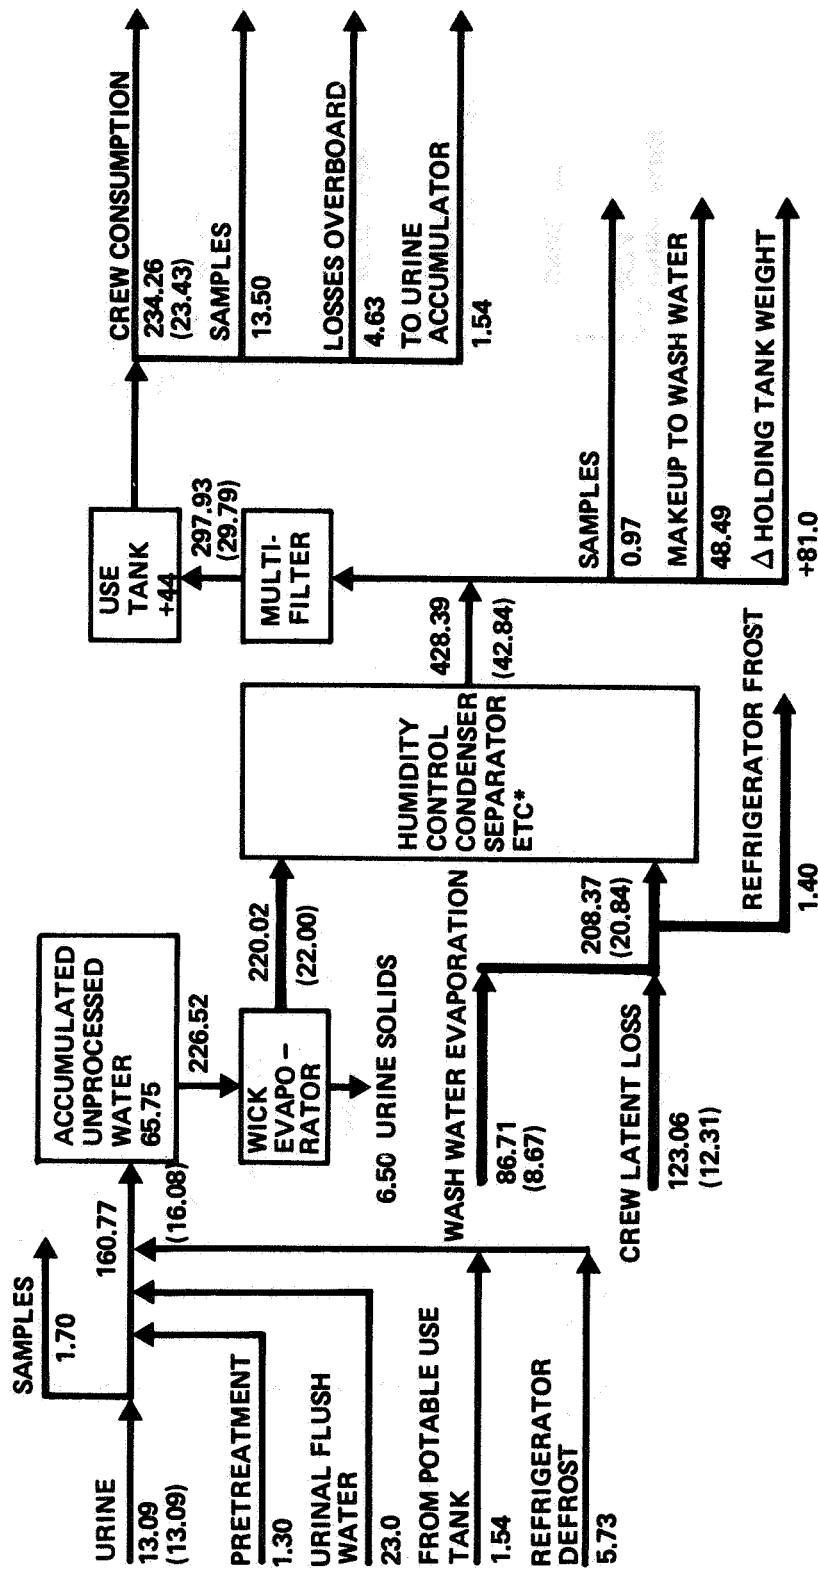 SAMPLES
1.70
URINE
13.09
(13.09)
160.77
(16.08)
PRETREATMENT
1.30
URINAL FLUSH
WATER
23.0
FROM POTABLE USE
TANK
1.54
REFRIGERATOR
DEFROST
5.73
ACCUMULATED
UNPROCESSED
WATER
65.75
226.52
WICK
EVAPO –
RATOR
6.50 URINE SOLIDS
220.02
(22.00)
WASH WATER EVAPORATION
86.71
(8.67)
CREW LATENT LOSS
123.06
(12.31)
208.37
(20.84)
REFRIGERATOR FROST
1.40
HUMIDITY
CONTROL
CONDENSER
SEPARATOR
ETC*
428.39
(42.84)
MULTI-
FILTER
297.93
(29.79)
USE
TANK
+44
SAMPLES
0.97
MAKEUP TO WASH WATER
48.49
Δ HOLDING TANK WEIGHT
+81.0
CREW CONSUMPTION
234.26
(23.43)
SAMPLES
13.50
LOSSES OVERBOARD
4.63
TO URINE
ACCUMULATOR
1.54